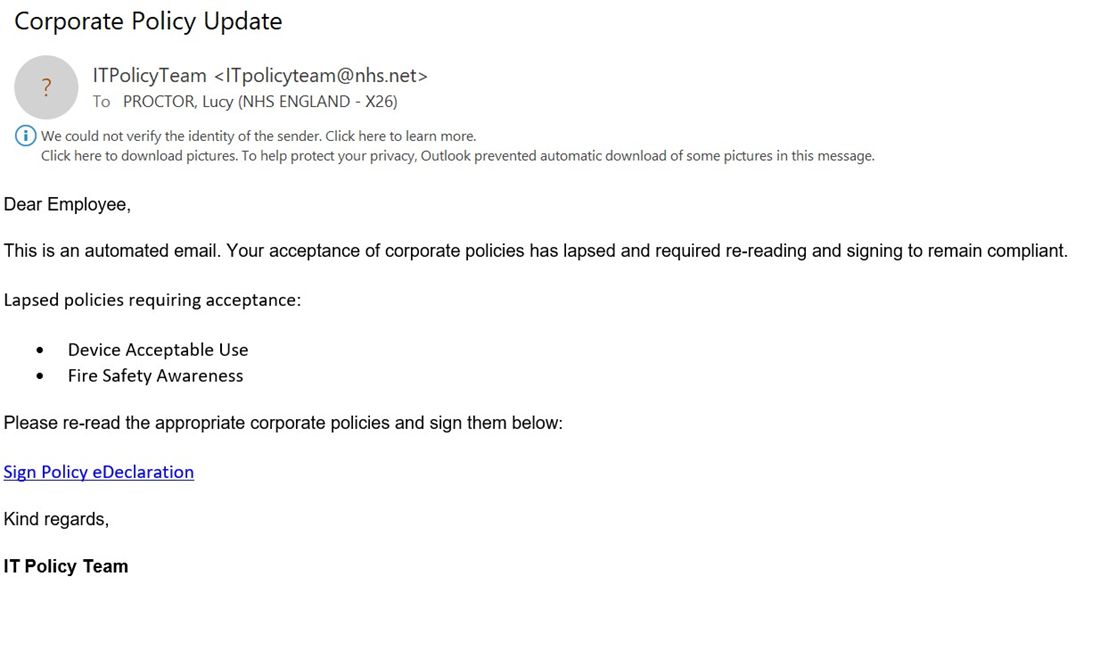 Corporate Policy Update
?
ITPolicyTeam <ITpolicyteam@nhs.net>
To PROCTOR, Lucy (NHS ENGLAND - X26)
i We could not verify the identity of the sender. Click here to learn more.
Click here to download pictures. To help protect your privacy, Outlook prevented automatic download of some pictures in this message.
Dear Employee,
This is an automated email. Your acceptance of corporate policies has lapsed and required re-reading and signing to remain compliant.
Lapsed policies requiring acceptance:
• Device Acceptable Use
• Fire Safety Awareness
Please re-read the appropriate corporate policies and sign them below:
Sign Policy eDeclaration
Kind regards,
IT Policy Team